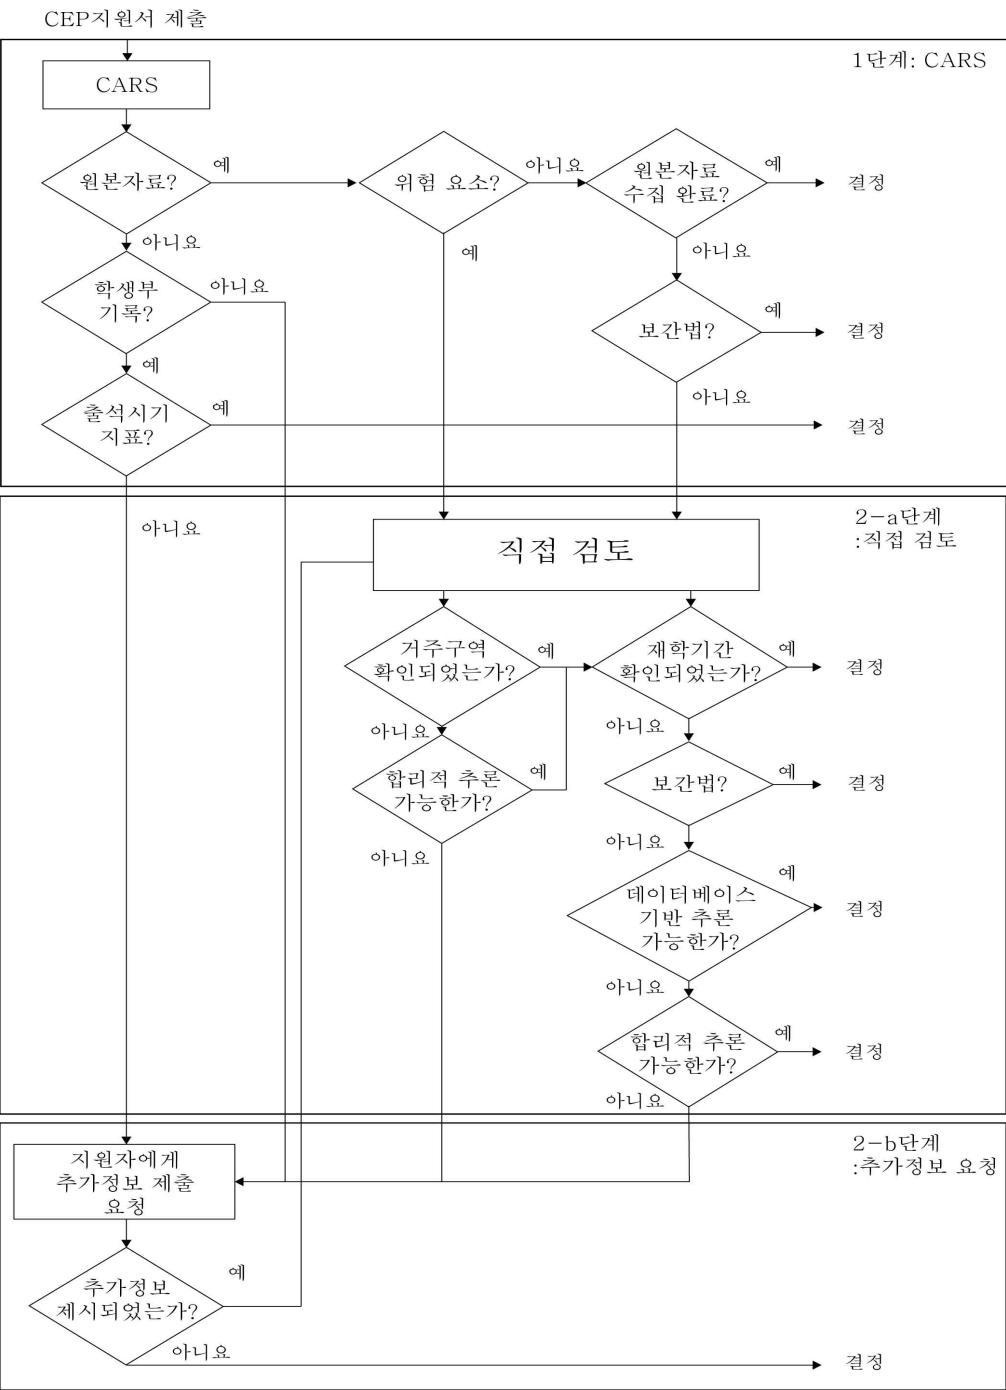 CEP지원서 제출
1단계: CARS
CARS
원본자료?
예
위험 요소?
아니요
원본자료
수집 완료?
예
결정
아니요
예
아니요
학생부
기록?
아니요
보간법?
예
결정
예
아니요
출석시기
지표?
예
결정
아니요
2-a단계
:직접 검토
직접 검토
거주구역
확인되었는가?
예
재학기간
확인되었는가?
예
결정
아니요
아니요
합리적 추론
가능한가?
예
보간법?
예
결정
아니요
아니요
데이터베이스
기반 추론
가능한가?
예
결정
아니요
합리적 추론
가능한가?
예
결정
아니요
2-b단계
:추가정보 요청
지원자에게
추가정보 제출
요청
추가정보
제시되었는가?
예
아니요
결정